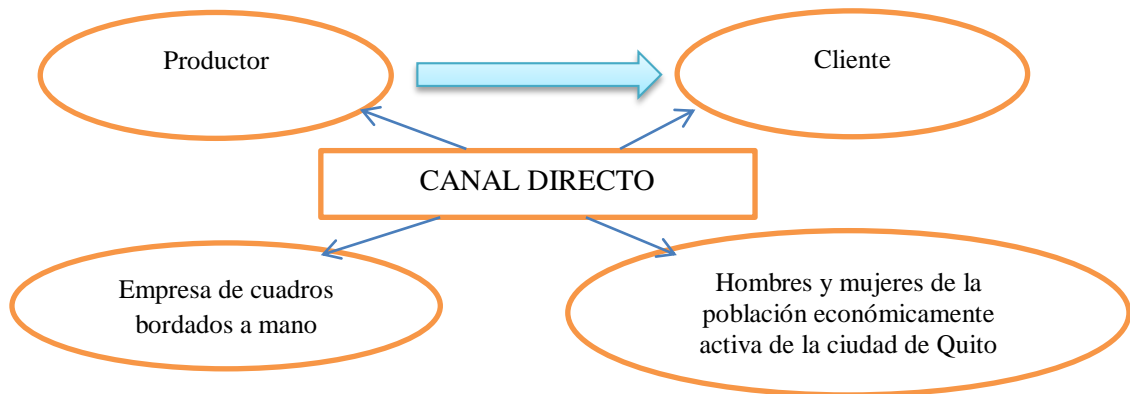 Productor
Cliente
CANAL DIRECTO
Empresa de cuadros
bordados a mano
Hombres y mujeres de la
población económicamente
activa de la ciudad de Quito